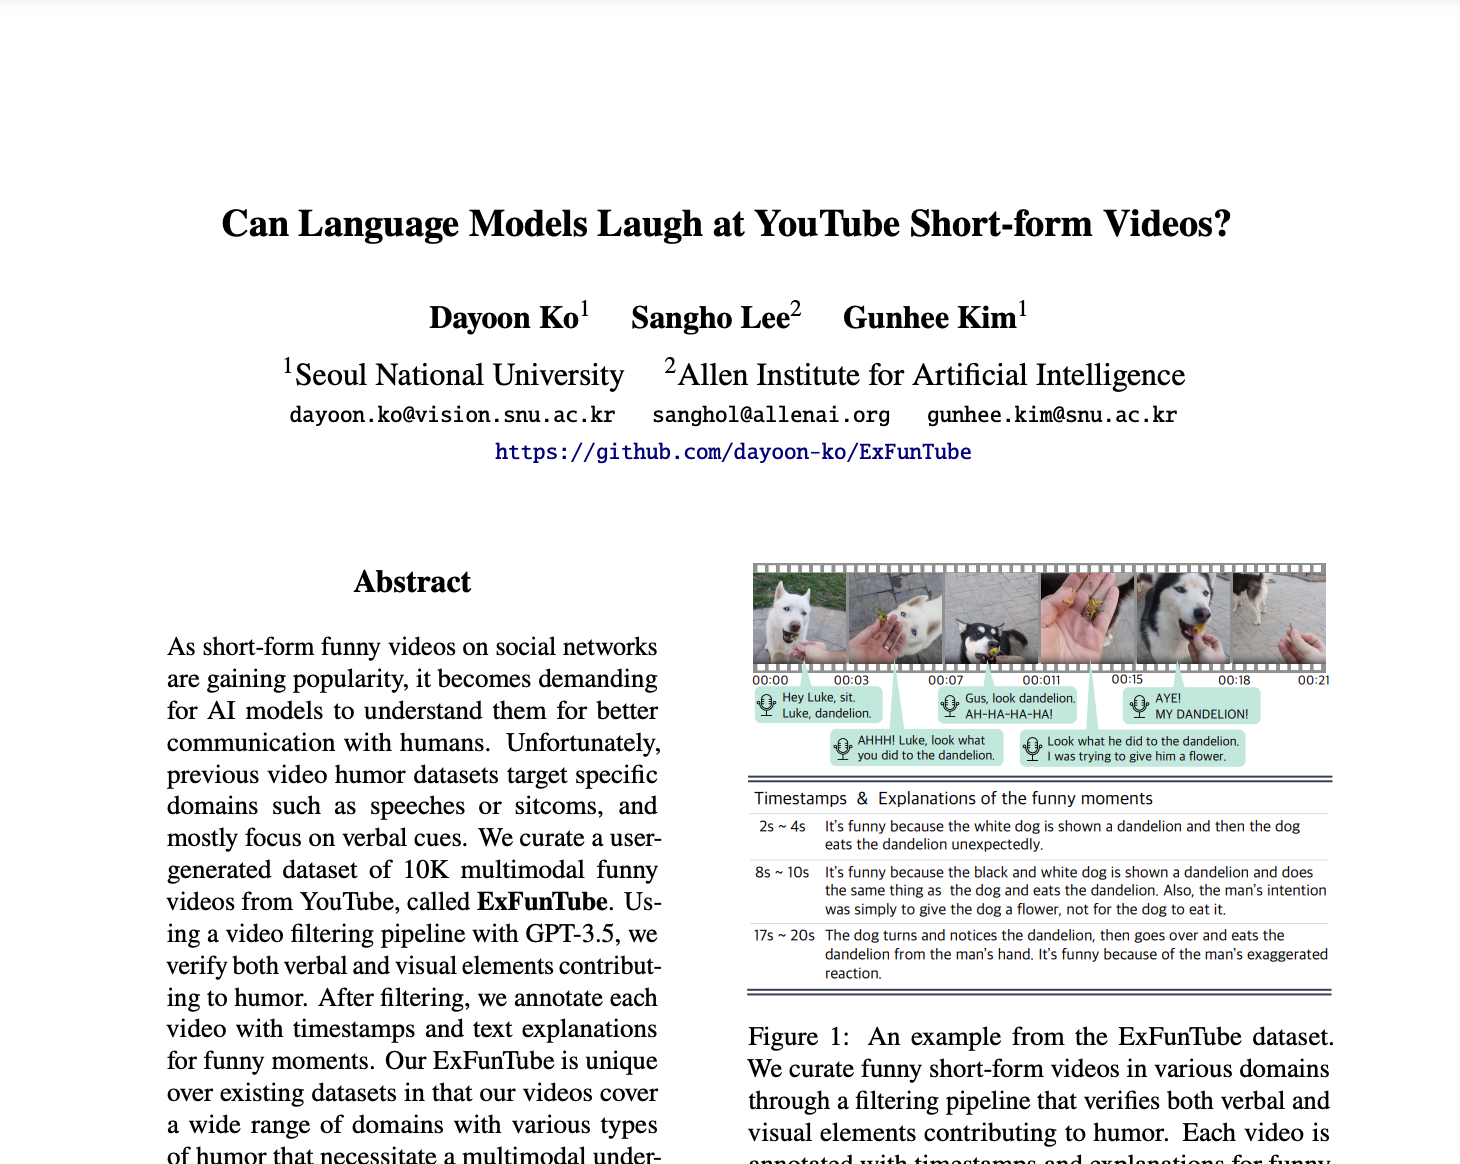 Can Language Models Laugh at YouTube Short-form Videos?
Dayoon Ko1 Sangho Lee2 Gunhee Kim1
1Seoul National University 2Allen Institute for Artificial Intelligence
dayoon.ko@vision.snu.ac.kr sanghol@allenai.org gunhee.kim@snu.ac.kr
https://github.com/dayoon-ko/ExFunTube
Abstract
As short-form funny videos on social networks
are gaining popularity, it becomes demanding
for AI models to understand them for better
communication with humans. Unfortunately,
previous video humor datasets target specific
domains such as speeches or sitcoms, and
mostly focus on verbal cues. We curate a user-
generated dataset of 10K multimodal funny
videos from YouTube, called ExFunTube. Us-
ing a video filtering pipeline with GPT-3.5, we
verify both verbal and visual elements contribut-
ing to humor. After filtering, we annotate each
video with timestamps and text explanations
for funny moments. Our ExFunTube is unique
over existing datasets in that our videos cover
a wide range of domains with various types
of humor that necessitate a multimodal under-
00:00 00:03 00:07 00:011 00:15 00:18 00:21
Hey Luke, sit.
Luke, dandelion.
AHHH! Luke, look what
you did to the dandelion.
Gus, look dandelion.
AH-HA-HA-HA!
Look what he did to the dandelion.
I was trying to give him a flower.
AYE!
MY DANDELION!
Timestamps & Explanations of the funny moments
2s ~ 4s It's funny because the white dog is shown a dandelion and then the dog
eats the dandelion unexpectedly.
8s ~ 10s It's funny because the black and white dog is shown a dandelion and does
the same thing as the dog and eats the dandelion. Also, the man's intention
was simply to give the dog a flower, not for the dog to eat it.
17s ~ 20s The dog turns and notices the dandelion, then goes over and eats the
dandelion from the man's hand. It's funny because of the man's exaggerated
reaction.
Figure 1: An example from the ExFunTube dataset.
We curate funny short-form videos in various domains
through a filtering pipeline that verifies both verbal and
visual elements contributing to humor. Each video is
annotated with timestamps and explanations for funny